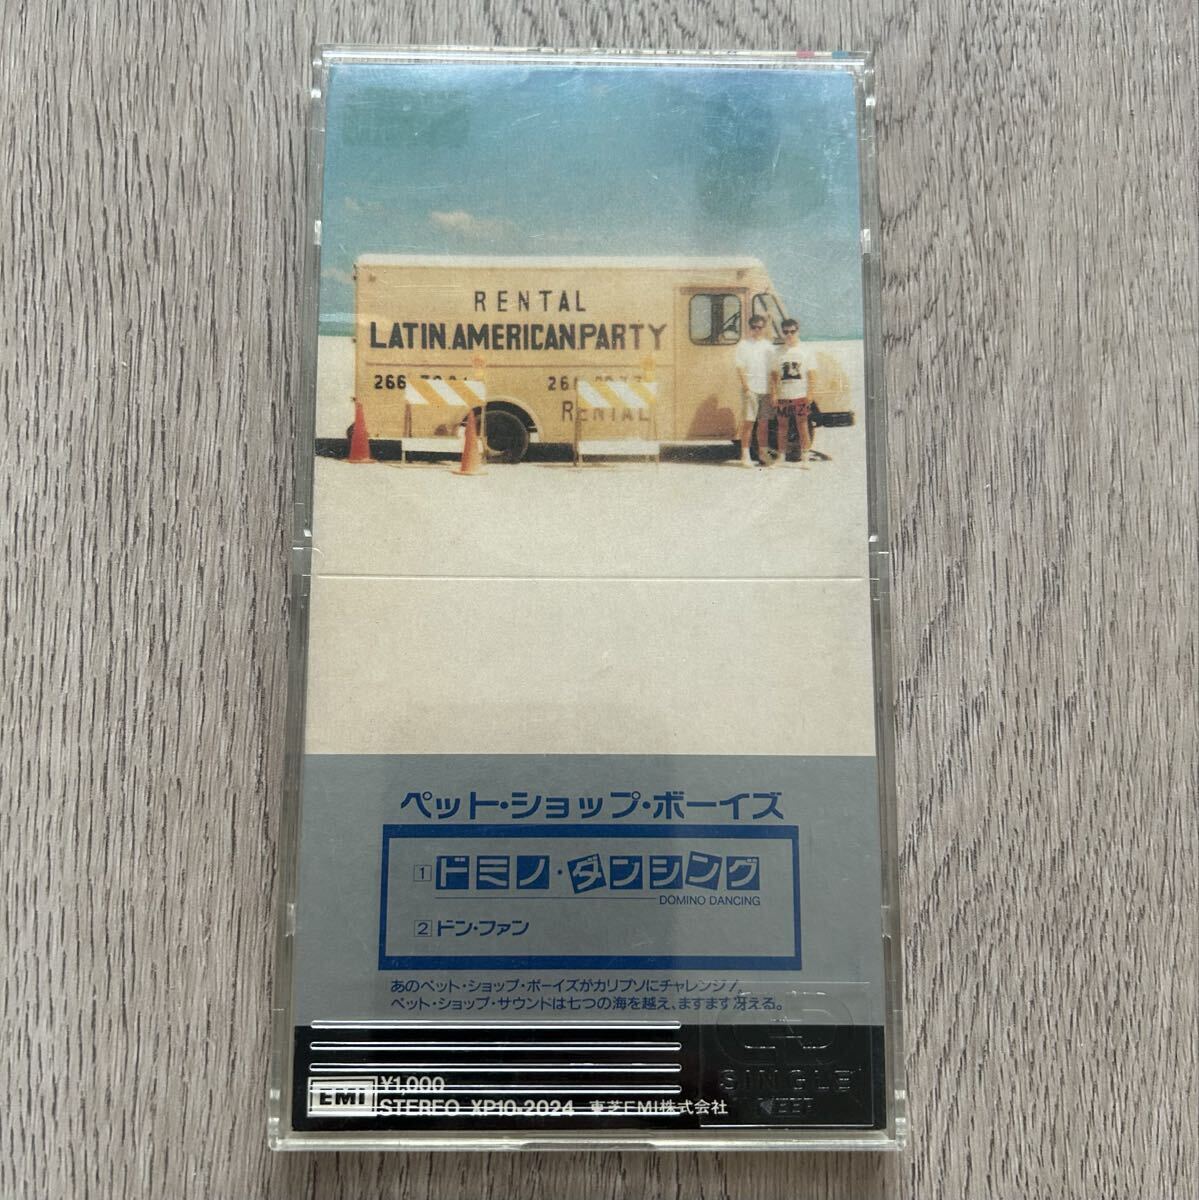 RENTAL
LATIN.AMERICAN PARTY
266
RENTAL
ペット・ショップ・ボーイズ
1 ドミノ・ダンシング
DOMINO DANCING
2 ドン・ファン
あのペット・ショップ・ボーイズがカリプソにチャレンジ!
ペット・ショップ・サウンドは七つの海を越え、ますます冴える。
SINGLE
¥1,000
EMI STEREO XP10-2024 東芝EMI株式会社